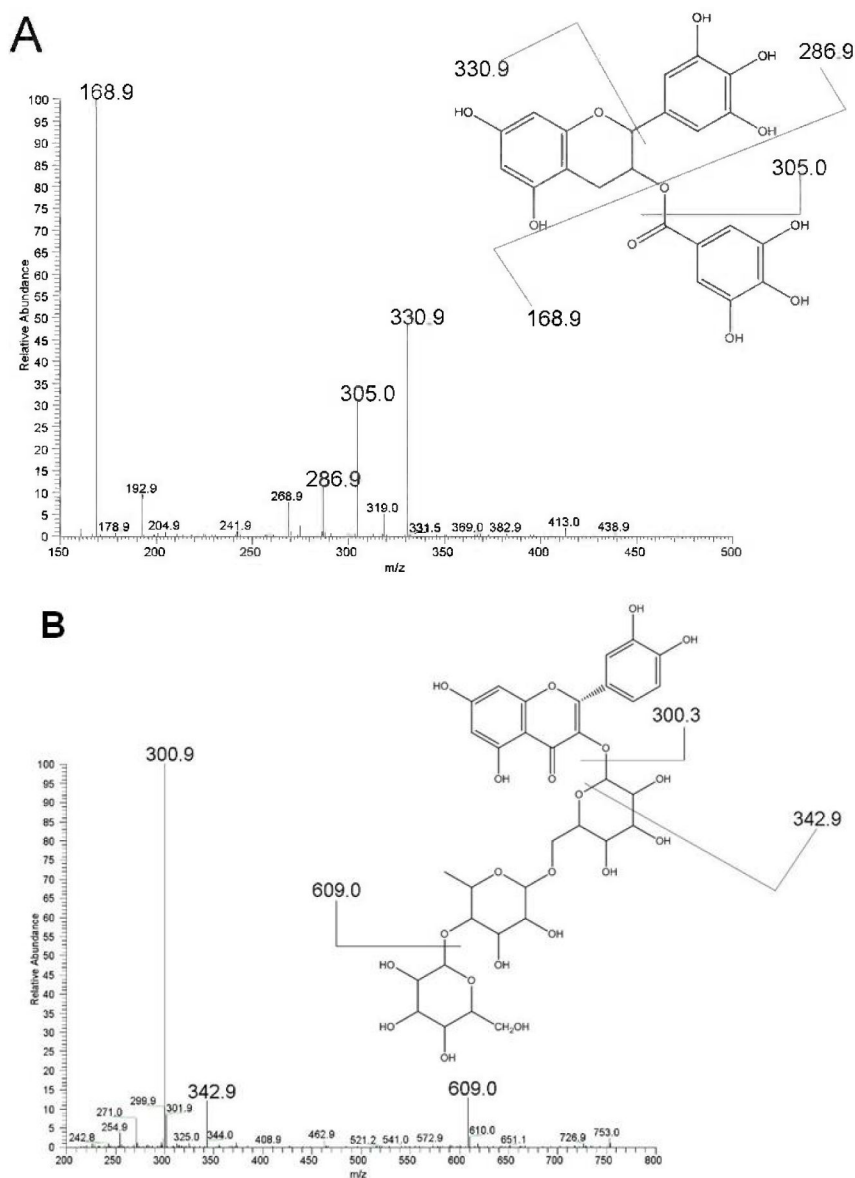 A
168.9
330.9
286.9
305.0
168.9
OH
OH
OH
HO
O
OH
O
O
OH
OH
OH
Relative Abundance
100
95
90
85
80
75
70
65
60
55
50
45
40
35
30
25
20
15
10
5
0
330.9
305.0
286.9
192.9
268.9
319.0
178.9 204.9 241.9 331.5 369.0 382.9 413.0 438.9
150 200 250 300 350 400 450 500
m/z
B
OH
OH
HO
O
300.3
O
OH
O
O
OH
342.9
OH
OH
O
O
609.0
O
OH
OH
HO
O
HO
CH2OH
OH
Relative Abundance
100
95
90
85
80
75
70
65
60
55
50
45
40
35
30
25
20
15
10
5
0
300.9
342.9
609.0
299.9
301.9
271.0
254.9
610.0
242.8 325.0 344.0 408.9 462.9 521.2 541.0 572.9 651.1 726.9 753.0
200 250 300 350 400 450 500 550 600 650 700 750 800
m/z